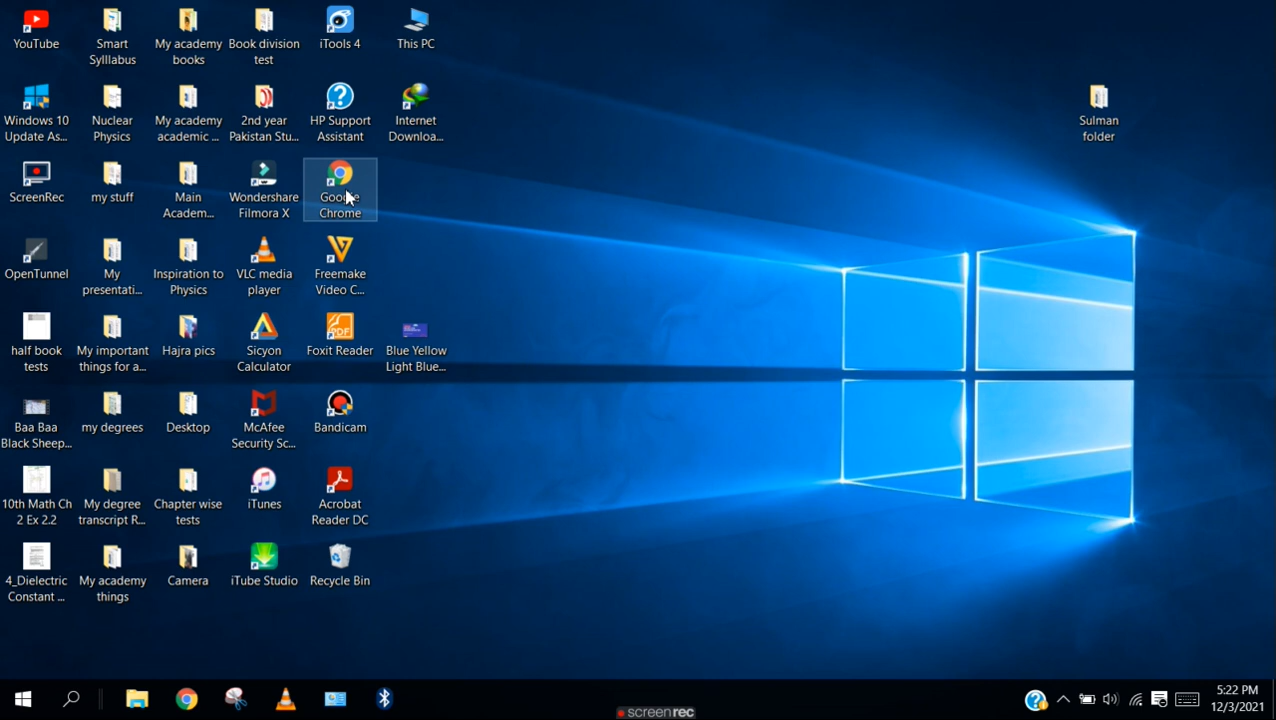 YouTube
Smart
Sylllabus
My academy
books
Book division
test
iTools 4
This PC
Windows 10
Update As...
Nuclear
Physics
My academy
academic ...
2nd year
Pakistan Stu...
HP Support
Assistant
Internet
Downloa...
Sulman
folder
ScreenRec
my stuff
Main
Academ...
Wondershare
Filmora X
Google
Chrome
OpenTunnel
My
presentati...
Inspiration to
Physics
VLC media
player
Freemake
Video C...
half book
tests
My important
things for a...
Hajra pics
Sicyon
Calculator
PDF
Foxit Reader
Blue Yellow
Light Blue...
Baa Baa
Black Sheep...
my degrees
Desktop
McAfee
Security Sc...
Bandicam
10th Math Ch
2 Ex 2.2
My degree
transcript R...
Chapter wise
tests
iTunes
Acrobat
Reader DC
4_Dielectric
Constant ...
My academy
things
Camera
iTube Studio
Recycle Bin
screenrec
5:22 PM
12/3/2021